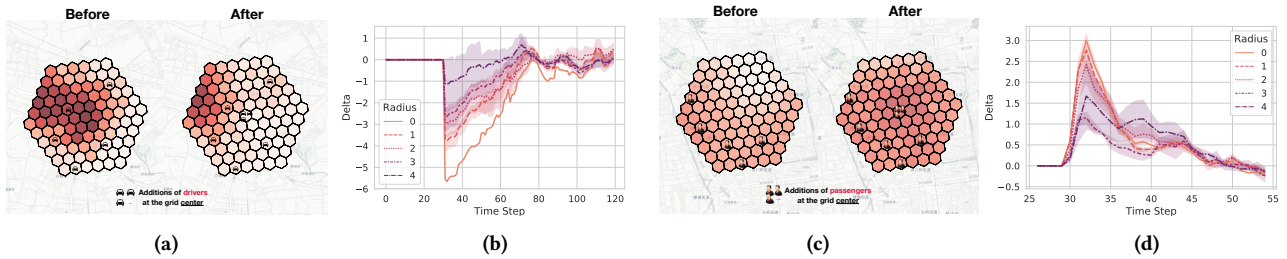 Before After
Additions of drivers
at the grid center
(a)
1
0
−1
−2
−3
−4
−5
−6
Delta
Radius
0
1
2
3
4
0 20 40 60 80 100 120
Time Step
(b)
Before After
Additions of passengers
at the grid center
(c)
3.0
2.5
2.0
1.5
1.0
0.5
0.0
−0.5
Delta
Radius
0
1
2
3
4
30 35 40 45 50 55
25
Time Step
(d)